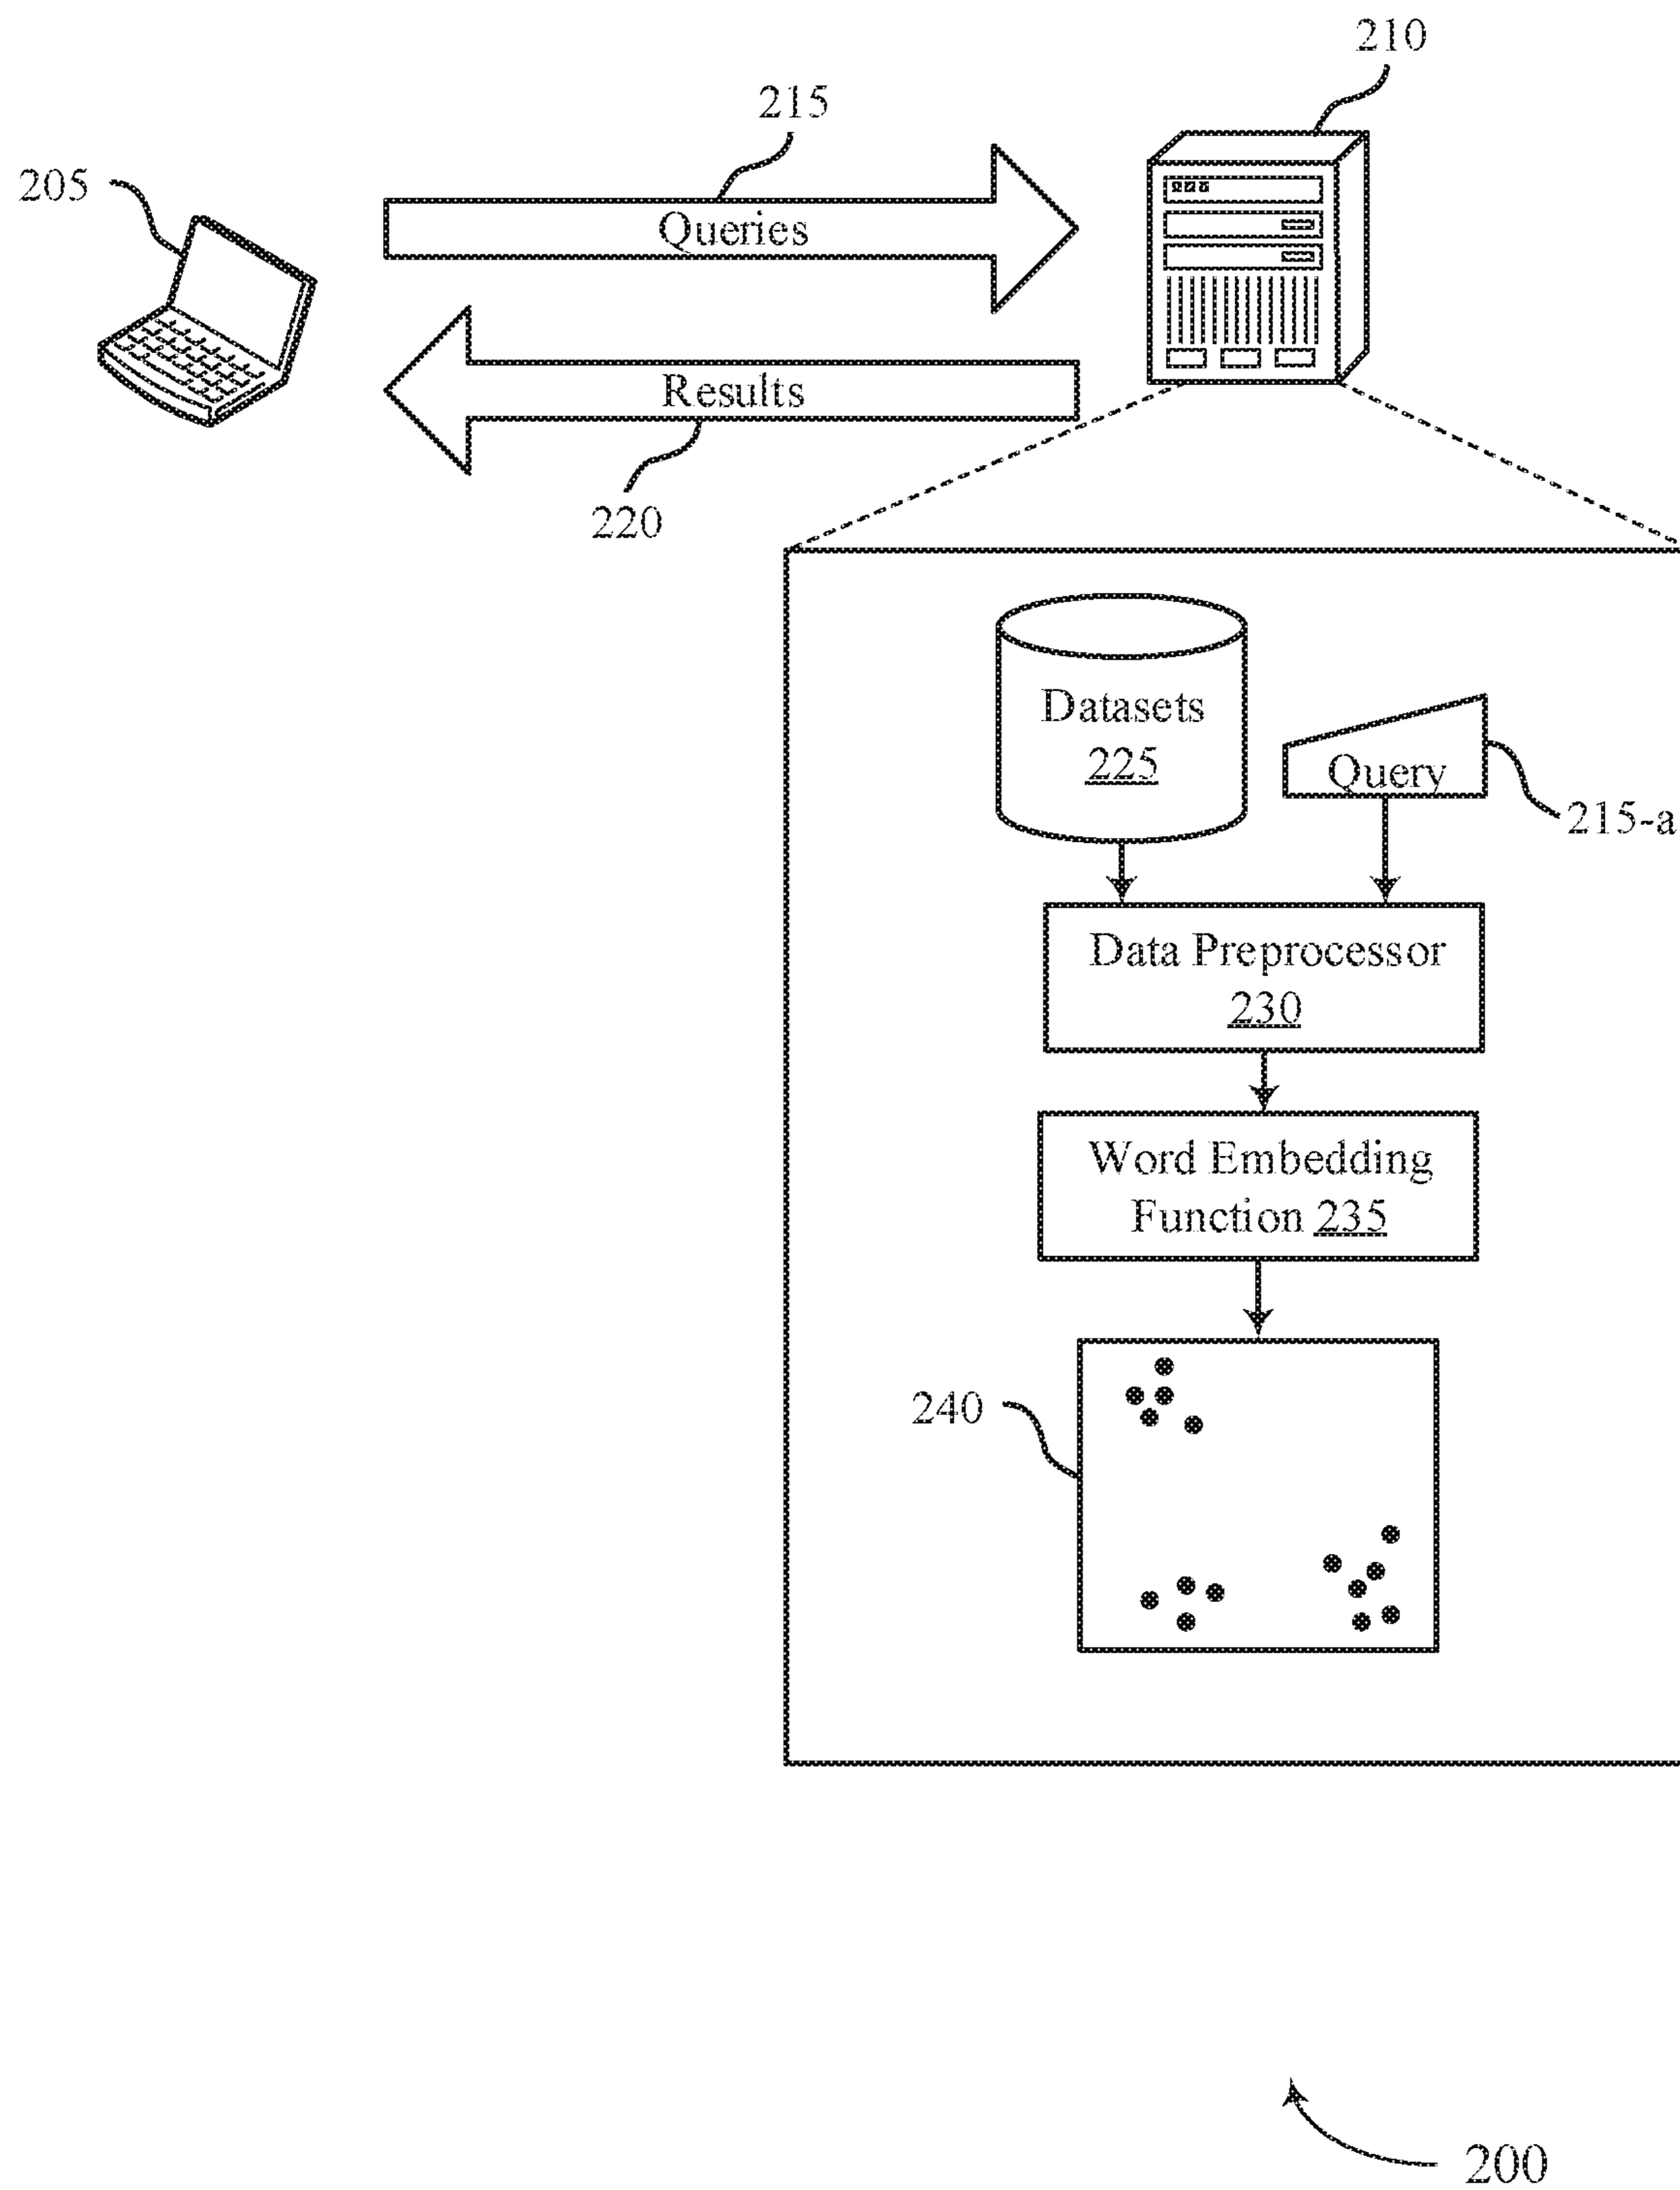 210
215
205
Queries
Results
220
Datasets
225
Query
215-a
Data Preprocessor
230
Word Embedding
Function 235
240
200